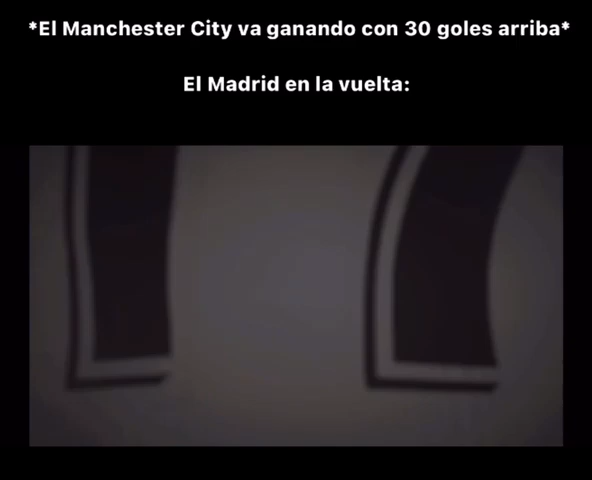 *El Manchester City va ganando con 30 goles arriba*
El Madrid en la vuelta: